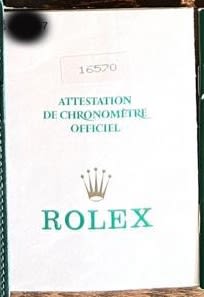 16570
ATTESTATION
DE CHRONOMÈTRE
OFFICIEL
ROLEX